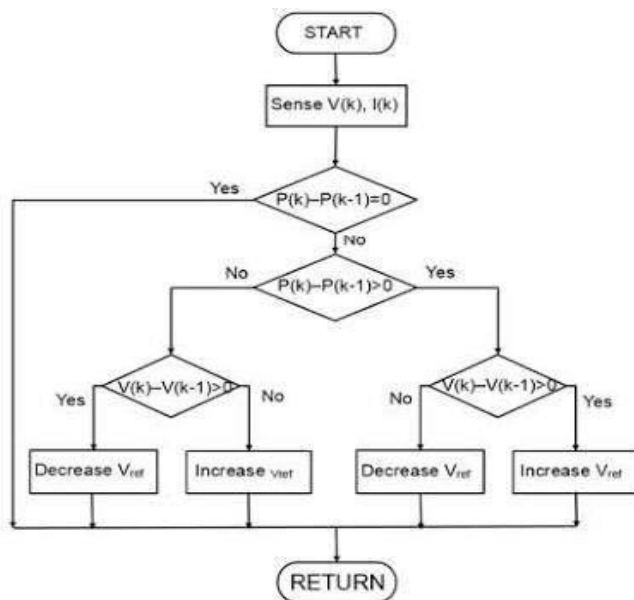 START
Sense V(k), I(k)
Yes
P(k)–P(k-1)=0
No
No
P(k)–P(k-1)>0
Yes
V(k)–V(k-1)>0
V(k)–V(k-1)>0
Yes
No
No
Yes
Decrease Vref
Increase Vref
Decrease Vref
Increase Vref
RETURN